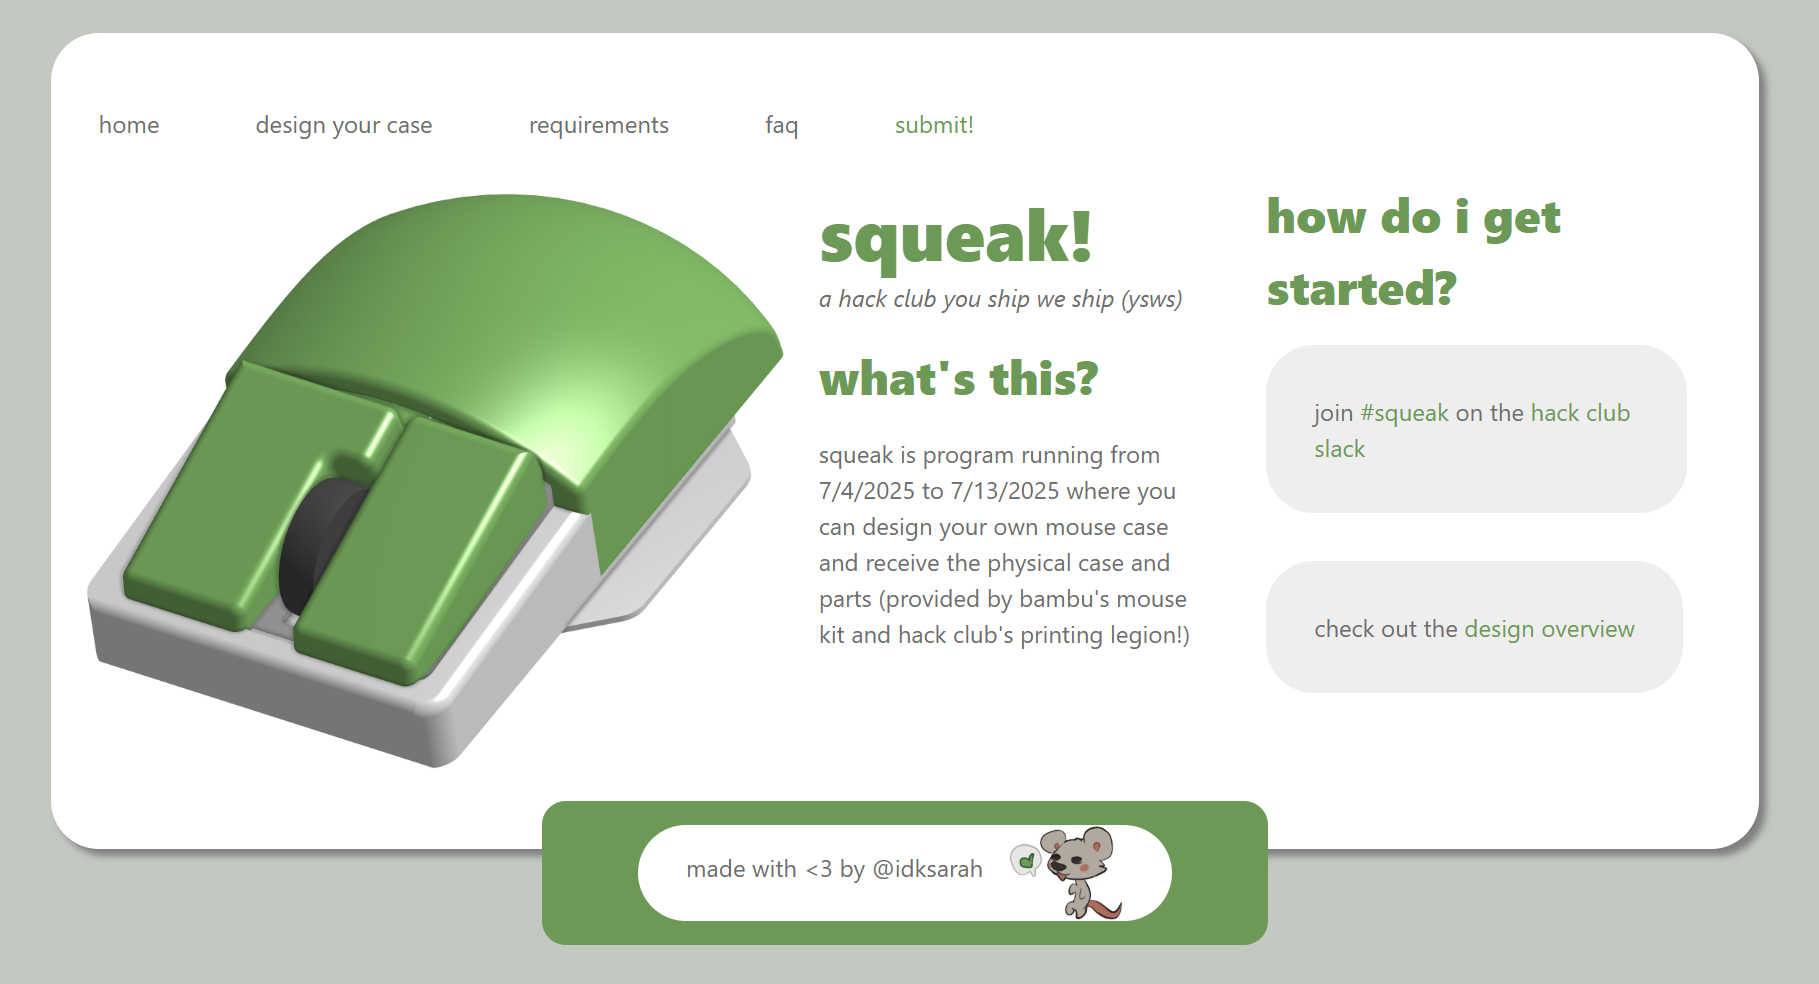 home design your case requirements faq submit!
squeak!
a hack club you ship we ship (ysws)
what's this?
squeak is program running from
7/4/2025 to 7/13/2025 where you
can design your own mouse case
and receive the physical case and
parts (provided by bambu's mouse
kit and hack club's printing legion!)
how do i get
started?
join #squeak on the hack club
slack
check out the design overview
made with <3 by @idksarah